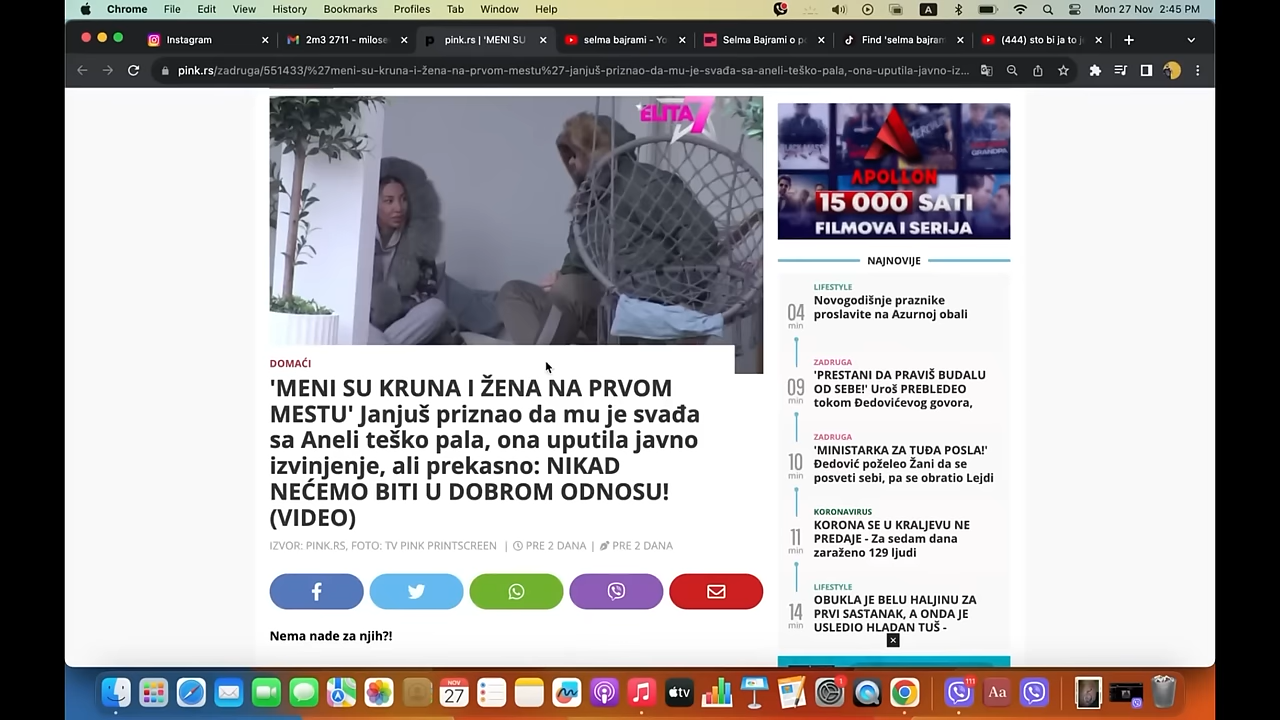 Chrome File Edit View History Bookmarks Profiles Tab Window Help
A
Mon 27 Nov 2:45 PM
Instagram
2m3 2711 - milose
pink.rs | 'MENI SU
selma bajrami - Yo
Selma Bajrami o p
Find 'selma bajram
(444) sto bi ja to j
pink.rs/zadruga/551433/%27meni-su-kruna-i-žena-na-prvom-mestu%27-janjuš-priznao-da-mu-je-svađa-sa-aneli-teško-pala,-ona-uputila-javno-iz...
ELITA 7
DOMAĆI
'MENI SU KRUNA I ŽENA NA PRVOM
MESTU' Janjuš priznao da mu je svađa
sa Aneli teško pala, ona uputila javno
izvinjenje, ali prekasno: NIKAD
NEĆEMO BITI U DOBROM ODNOSU!
(VIDEO)
IZVOR: PINK.RS, FOTO: TV PINK PRINTSCREEN | PRE 2 DANA | PRE 2 DANA
Nema nade za njih?!
APOLLON
15 000 SATI
FILMOVA I SERIJA
NAJNOVIJE
04
min
LIFESTYLE
Novogodišnje praznike
proslavite na Azurnoj obali
09
min
ZADRUGA
'PRESTANI DA PRAVIŠ BUDALU
OD SEBE!' Uroš PREBLEDEO
tokom Đedovićevog govora,
10
min
ZADRUGA
'MINISTARKA ZA TUĐA POSLA!'
Đedović poželeo Žani da se
posveti sebi, pa se obratio Lejdi
11
min
KORONAVIRUS
KORONA SE U KRALJEVU NE
PREDAJE - Za sedam dana
zaraženo 129 ljudi
14
min
LIFESTYLE
OBUKLA JE BELU HALJINU ZA
PRVI SASTANAK, A ONDA JE
USLEDIO HLADAN TUŠ -
NOV
27
tv
1
111
Aa